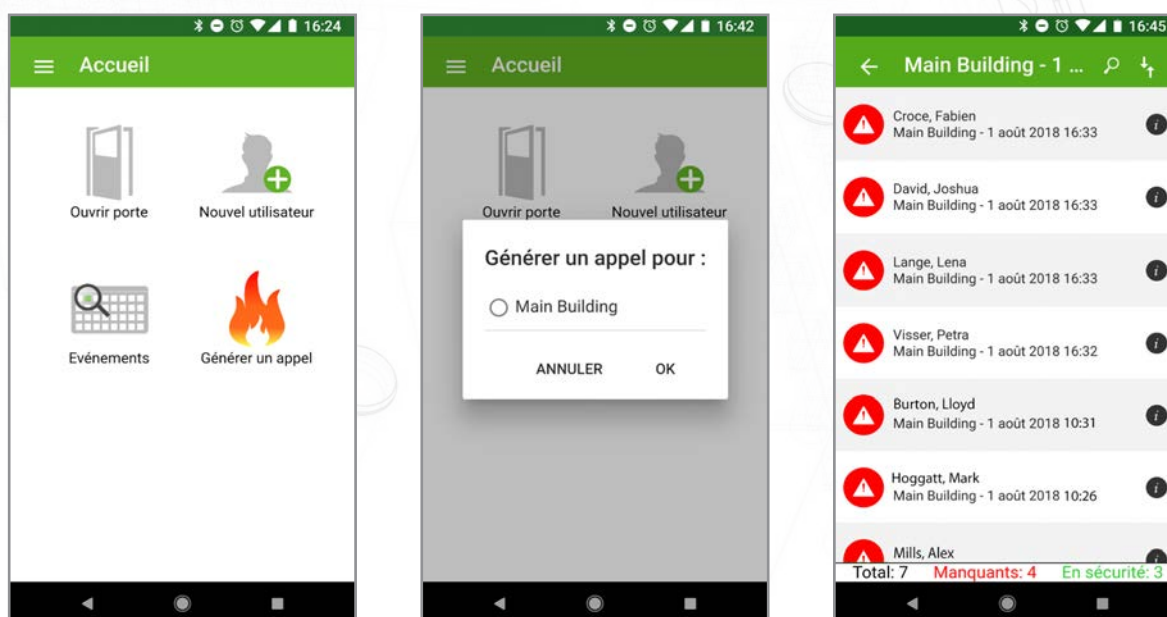 16:24
Accueil
Ouvrir porte
Nouvel utilisateur
Evénements
Générer un appel
16:42
Accueil
Ouvrir porte
Nouvel utilisateur
Générer un appel pour :
Main Building
ANNULER
OK
16:45
Main Building - 1 ...
Croce, Fabien
Main Building - 1 août 2018 16:33
David, Joshua
Main Building - 1 août 2018 16:33
Lange, Lena
Main Building - 1 août 2018 16:33
Visser, Petra
Main Building - 1 août 2018 16:32
Burton, Lloyd
Main Building - 1 août 2018 10:31
Hoggatt, Mark
Main Building - 1 août 2018 10:26
Mills, Alex
Total: 7 Manquants: 4 En sécurité: 3